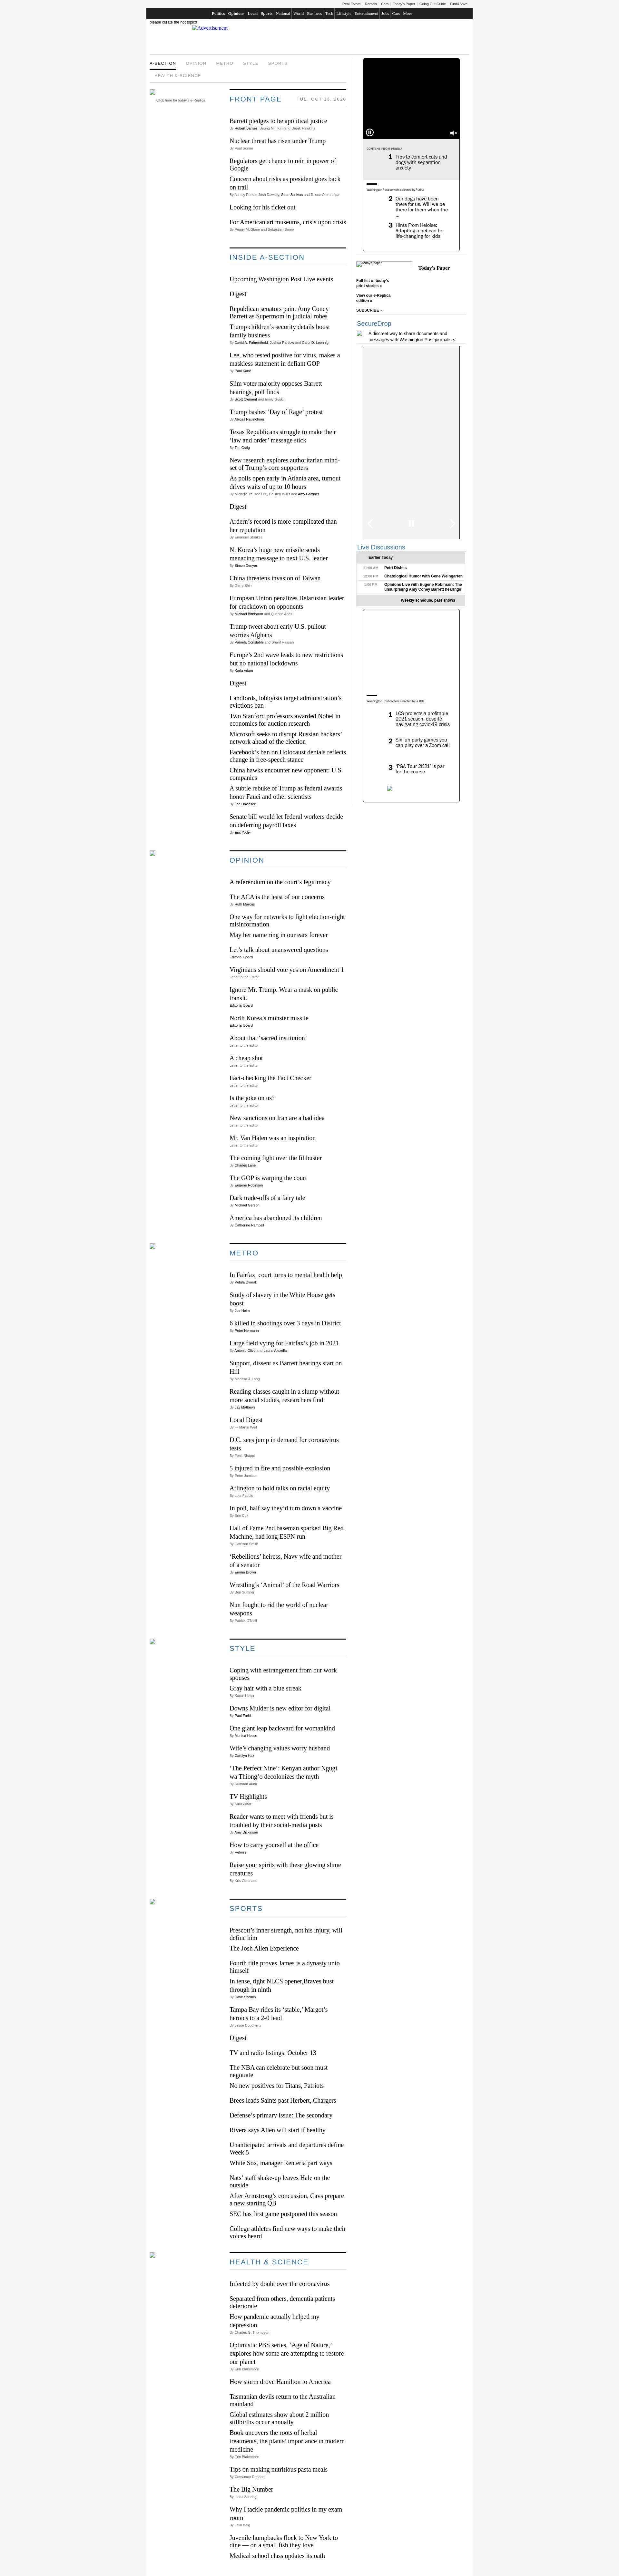 Real Estate Rentals Cars Today's Paper Going Out Guide Find&Save
Politics Opinions Local Sports National World Business Tech Lifestyle Entertainment Jobs Cars More
please curate the hot topics
Advertisement
A-SECTION OPINION METRO STYLE SPORTS
HEALTH & SCIENCE
Click here for today's e-Replica
FRONT PAGE TUE. OCT 13, 2020
Barrett pledges to be apolitical justice
By Robert Barnes, Seung Min Kim and Derek Hawkins
Nuclear threat has risen under Trump
By Paul Sonne
Regulators get chance to rein in power of
Google
Concern about risks as president goes back
on trail
By Ashley Parker, Josh Dawsey, Sean Sullivan and Toluse Olorunnipa
Looking for his ticket out
For American art museums, crisis upon crisis
By Peggy McGlone and Sebastian Smee
INSIDE A-SECTION
Upcoming Washington Post Live events
Digest
Republican senators paint Amy Coney
Barrett as Supermom in judicial robes
Trump children's security details boost
family business
By David A. Fahrenthold, Joshua Partlow and Carol D. Leonnig
Lee, who tested positive for virus, makes a
maskless statement in defiant GOP
By Paul Kane
Slim voter majority opposes Barrett
hearings, poll finds
By Scott Clement and Emily Guskin
Trump bashes 'Day of Rage' protest
By Abigail Hauslohner
Texas Republicans struggle to make their
'law and order' message stick
By Tim Craig
New research explores authoritarian mind-
set of Trump's core supporters
As polls open early in Atlanta area, turnout
drives waits of up to 10 hours
By Michelle Ye Hee Lee, Haisten Willis and Amy Gardner
Digest
Ardern's record is more complicated than
her reputation
By Emanuel Stoakes
N. Korea's huge new missile sends
menacing message to next U.S. leader
By Simon Denyer
China threatens invasion of Taiwan
By Gerry Shih
European Union penalizes Belarusian leader
for crackdown on opponents
By Michael Birnbaum and Quentin Ariès
Trump tweet about early U.S. pullout
worries Afghans
By Pamela Constable and Sharif Hassan
Europe's 2nd wave leads to new restrictions
but no national lockdowns
By Karla Adam
Digest
Landlords, lobbyists target administration's
evictions ban
Two Stanford professors awarded Nobel in
economics for auction research
Microsoft seeks to disrupt Russian hackers'
network ahead of the election
Facebook's ban on Holocaust denials reflects
change in free-speech stance
China hawks encounter new opponent: U.S.
companies
A subtle rebuke of Trump as federal awards
honor Fauci and other scientists
By Joe Davidson
Senate bill would let federal workers decide
on deferring payroll taxes
By Eric Yoder
OPINION
A referendum on the court's legitimacy
The ACA is the least of our concerns
By Ruth Marcus
One way for networks to fight election-night
misinformation
May her name ring in our ears forever
Let's talk about unanswered questions
Editorial Board
Virginians should vote yes on Amendment 1
Letter to the Editor
Ignore Mr. Trump. Wear a mask on public
transit.
Editorial Board
North Korea's monster missile
Editorial Board
About that 'sacred institution'
Letter to the Editor
A cheap shot
Letter to the Editor
Fact-checking the Fact Checker
Letter to the Editor
Is the joke on us?
Letter to the Editor
New sanctions on Iran are a bad idea
Letter to the Editor
Mr. Van Halen was an inspiration
Letter to the Editor
The coming fight over the filibuster
By Charles Lane
The GOP is warping the court
By Eugene Robinson
Dark trade-offs of a fairy tale
By Michael Gerson
America has abandoned its children
By Catherine Rampell
METRO
In Fairfax, court turns to mental health help
By Petula Dvorak
Study of slavery in the White House gets
boost
By Joe Heim
6 killed in shootings over 3 days in District
By Peter Hermann
Large field vying for Fairfax's job in 2021
By Antonio Olivo and Laura Vozzella
Support, dissent as Barrett hearings start on
Hill
By Marissa J. Lang
Reading classes caught in a slump without
more social studies, researchers find
By Jay Mathews
Local Digest
By
D.C. sees jump in demand for coronavirus
tests
By Fenit Nirappil
5 injured in fire and possible explosion
By Peter Jamison
Arlington to hold talks on racial equity
By Lola Fadulu
In poll, half say they'd turn down a vaccine
By Erin Cox
Hall of Fame 2nd baseman sparked Big Red
Machine, had long ESPN run
By Harrison Smith
'Rebellious' heiress, Navy wife and mother
of a senator
By Emma Brown
Wrestling's 'Animal' of the Road Warriors
By Ben Sumner
Nun fought to rid the world of nuclear
weapons
By Patrice O'Neill
STYLE
Coping with estrangement from our work
spouses
Gray hair with a blue streak
By Karen Heller
Downs Mulder is new editor for digital
By Paul Farhi
One giant leap backward for womankind
By Monica Hesse
Wife's changing values worry husband
By Carolyn Hax
'The Perfect Nine': Kenyan author Ngugi
wa Thiong'o decolonizes the myth
By Rumaan Alam
TV Highlights
By Nina Zafar
Reader wants to meet with friends but is
troubled by their social-media posts
By Amy Dickinson
How to carry yourself at the office
By Heloise
Raise your spirits with these glowing slime
creatures
By Kris Coronado
SPORTS
Prescott's inner strength, not his injury, will
define him
The Josh Allen Experience
Fourth title proves James is a dynasty unto
himself
In tense, tight NLCS opener,Braves bust
through in ninth
By Dave Sheinin
Tampa Bay rides its 'stable,' Margot's
heroics to a 2-0 lead
By Jesse Dougherty
Digest
TV and radio listings: October 13
The NBA can celebrate but soon must
negotiate
No new positives for Titans, Patriots
Brees leads Saints past Herbert, Chargers
Defense's primary issue: The secondary
Rivera says Allen will start if healthy
Unanticipated arrivals and departures define
Week 5
White Sox, manager Renteria part ways
Nats' staff shake-up leaves Hale on the
outside
After Armstrong's concussion, Cavs prepare
a new starting QB
SEC has first game postponed this season
College athletes find new ways to make their
voices heard
HEALTH & SCIENCE
Infected by doubt over the coronavirus
Separated from others, dementia patients
deteriorate
How pandemic actually helped my
depression
By Charles D. Thompson
Optimistic PBS series, 'Age of Nature,'
explores how some are attempting to restore
our planet
By Erin Blakemore
How storm drove Hamilton to America
Tasmanian devils return to the Australian
mainland
Global estimates show about 2 million
stillbirths occur annually
Book uncovers the roots of herbal
treatments, the plants' importance in modern
medicine
By Erin Blakemore
Tips on making nutritious pasta meals
By Consumer Reports
The Big Number
By Linda Searing
Why I tackle pandemic politics in my exam
room
By Jalal Baig
Juvenile humpbacks flock to New York to
dine — on a small fish they love
Medical school class updates its oath
CONTENT FROM PURINA
1 Tips to comfort cats and
dogs with separation
anxiety
Washington Post content selected by Purina
2 Our dogs have been
there for us. Will we be
there for them when the
...
3 Hints From Heloise:
Adopting a pet can be
life-changing for kids
Today's paper
Today's Paper
Full list of today's
print stories »
View our e-Replica
edition »
SUBSCRIBE »
SecureDrop
A discreet way to share documents and
messages with Washington Post journalists
Live Discussions
Earlier Today
11:00 AM Petri Dishes
12:00 PM Chatological Humor with Gene Weingarten
1:00 PM Opinions Live with Eugene Robinson: The
unsurprising Amy Coney Barrett hearings
Weekly schedule, past shows
Washington Post content selected by GEICO
1 LCS projects a profitable
2021 season, despite
navigating covid-19 crisis
2 Six fun party games you
can play over a Zoom call
3 'PGA Tour 2K21' is par
for the course